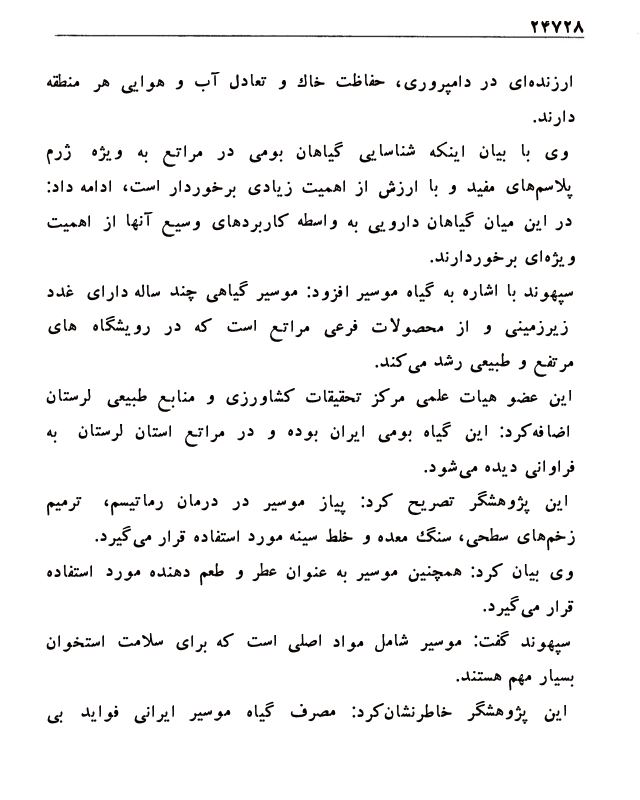 ۲۴۷۲۸
ارزنده‌ای در دامپروری، حفاظت خاك و تعادل آب و هوایی هر منطقه
دارند.
وی با بیان اینکه شناسایی گیاهان بومی در مراتع به ویژه ژرم
پلاسم‌های مفید و با ارزش از اهمیت زیادی برخوردار است، ادامه داد:
در این میان گیاهان دارویی به واسطه کاربردهای وسیع آنها از اهمیت
ویژه‌ای برخوردارند.
سپهوند با اشاره به گیاه موسیر افزود: موسیر گیاهی چند ساله دارای غدد
زیرزمینی و از محصولات فرعی مراتع است که در رویشگاه های
مرتفع و طبیعی رشد می‌کند.
این عضو هیات علمی مرکز تحقیقات کشاورزی و منابع طبیعی لرستان
اضافه‌کرد: این گیاه بومی ایران بوده و در مراتع استان لرستان به
فراوانی دیده می‌شود.
این پژوهشگر تصریح کرد: پیاز موسیر در درمان رماتیسم، ترمیم
زخم‌های سطحی، سنگ معده و خلط سینه مورد استفاده قرار می‌گیرد.
وی بیان کرد: همچنین موسیر به عنوان عطر و طعم دهنده مورد استفاده
قرار می‌گیرد.
سپهوند گفت: موسیر شامل مواد اصلی است که برای سلامت استخوان
بسیار مهم هستند.
این پژوهشگر خاطرنشان‌کرد: مصرف گیاه موسیر ایرانی فواید بی